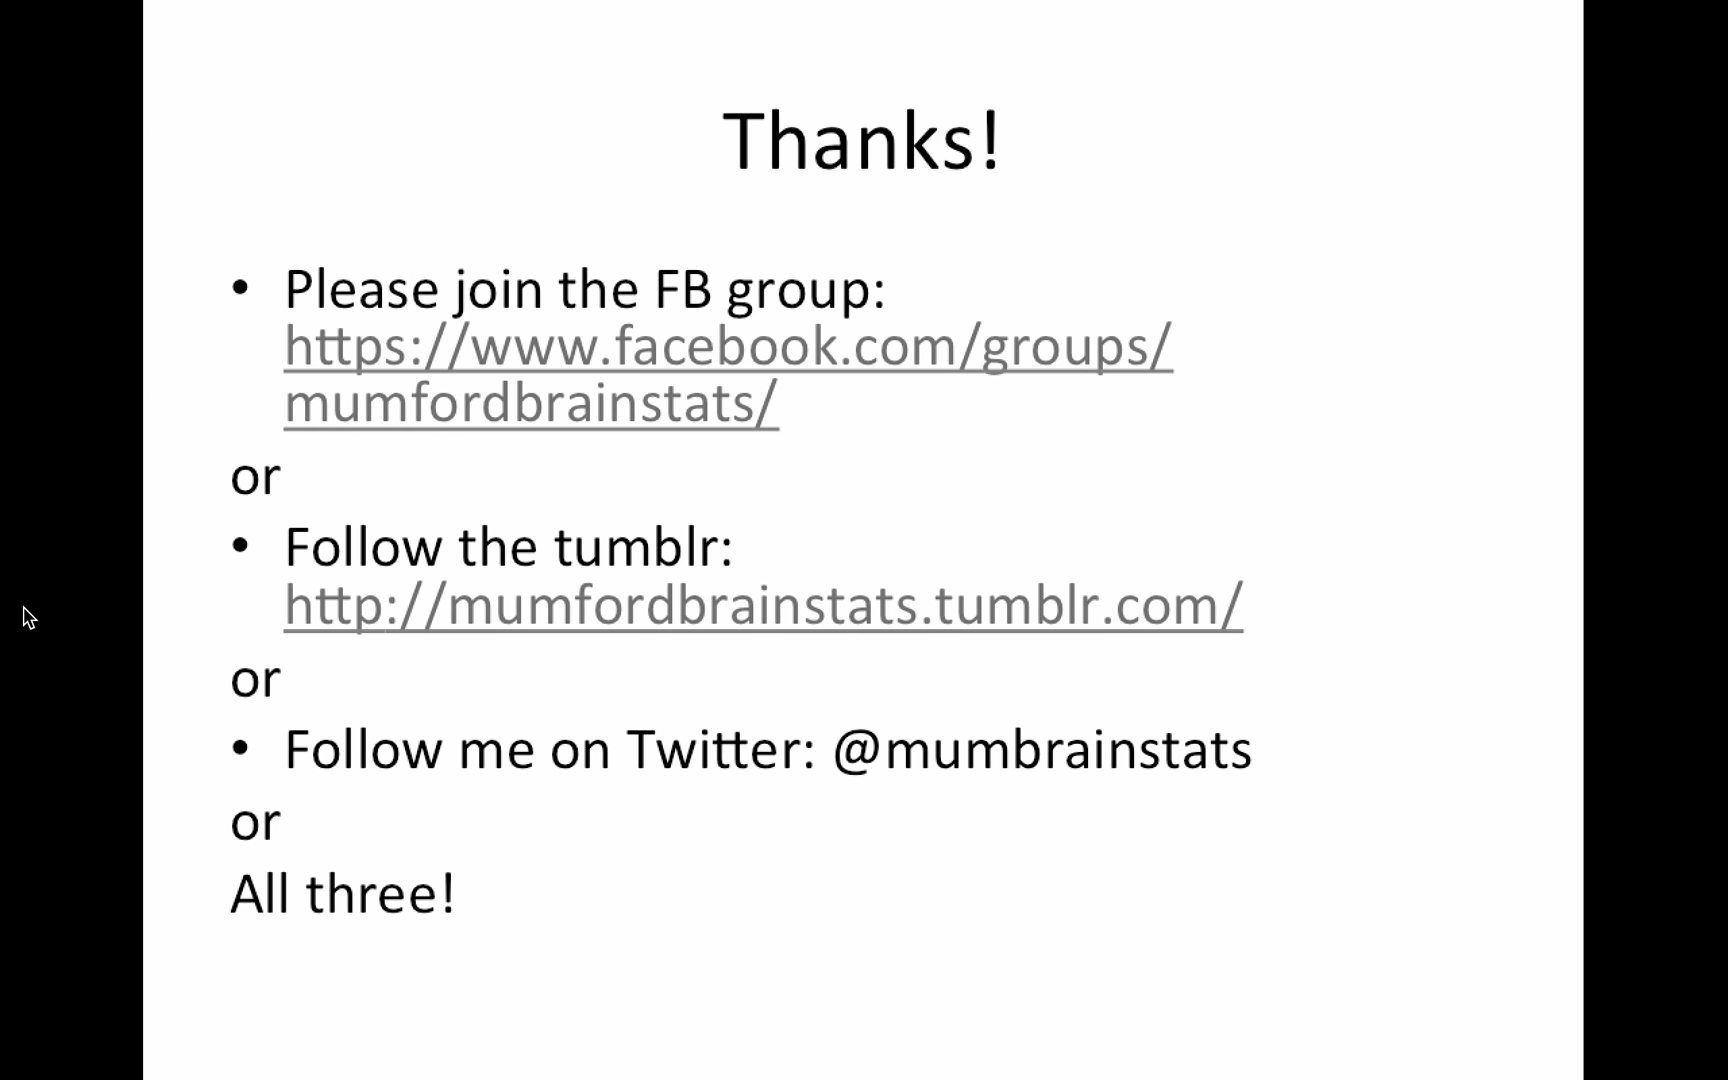 Thanks!
• Please join the FB group:
https://www.facebook.com/groups/
mumfordbrainstats/
or
• Follow the tumblr:
http://mumfordbrainstats.tumblr.com/
or
• Follow me on Twitter: @mumbrainstats
or
All three!